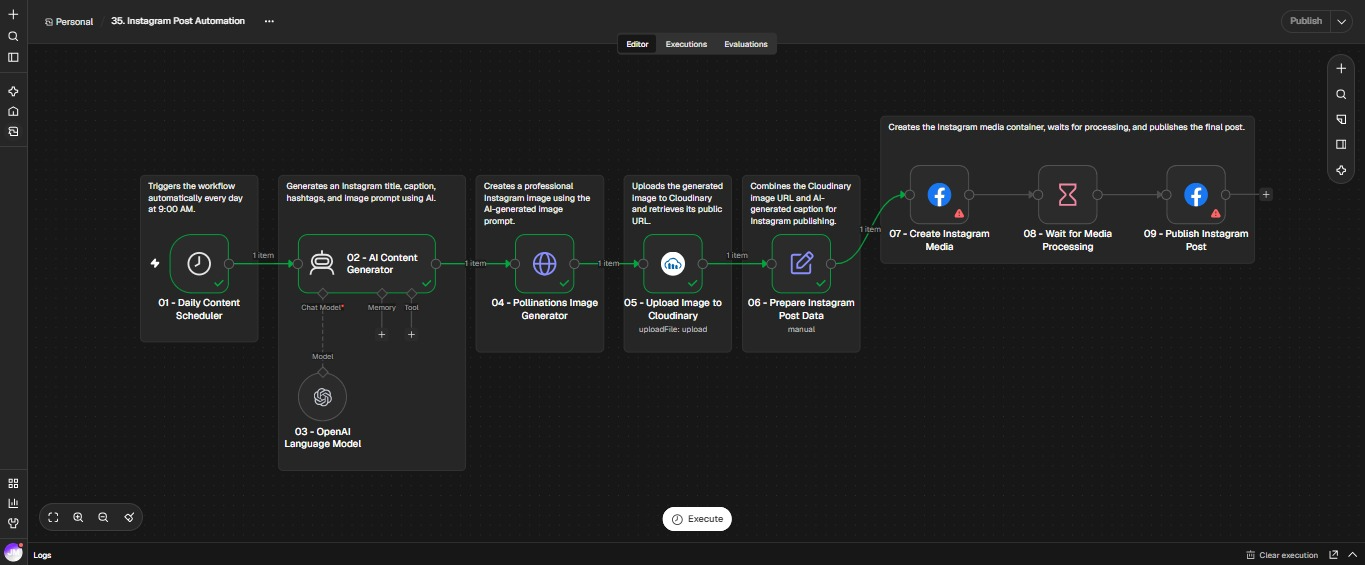 Personal / 35. Instagram Post Automation ...
Publish
Editor Executions Evaluations
Triggers the workflow
automatically every day
at 9:00 AM.
1 item
01 - Daily Content
Scheduler
Generates an Instagram title, caption,
hashtags, and image prompt using AI.
02 - AI Content
Generator
Chat Model*
Memory
Tool
+
+
Model
03 - OpenAI
Language Model
1 item
Creates a professional
Instagram image using the
AI-generated image
prompt.
04 - Pollinations Image
Generator
1 item
Uploads the generated
image to Cloudinary
and retrieves its public
URL.
05 - Upload Image to
Cloudinary
uploadFile: upload
1 item
Combines the Cloudinary
image URL and AI-
generated caption for
Instagram publishing.
06 - Prepare Instagram
Post Data
manual
1 item
Creates the Instagram media container, waits for processing, and publishes the final post.
07 - Create Instagram
Media
08 - Wait for Media
Processing
09 - Publish Instagram
Post
+
Execute
JM
Logs
Clear execution